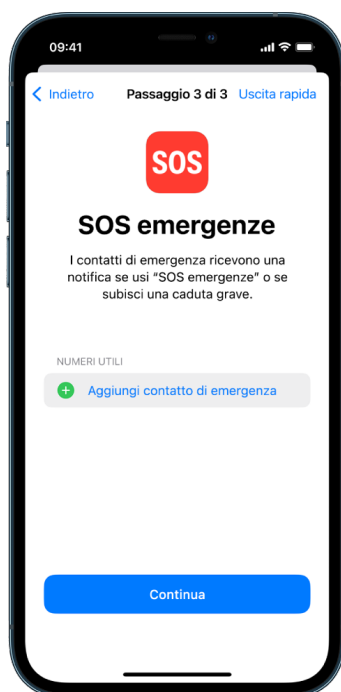 09:41
Indietro Passaggio 3 di 3 Uscita rapida
SOS
SOS emergenze
I contatti di emergenza ricevono una
notifica se usi “SOS emergenze” o se
subisci una caduta grave.
NUMERI UTILI
Aggiungi contatto di emergenza
Continua